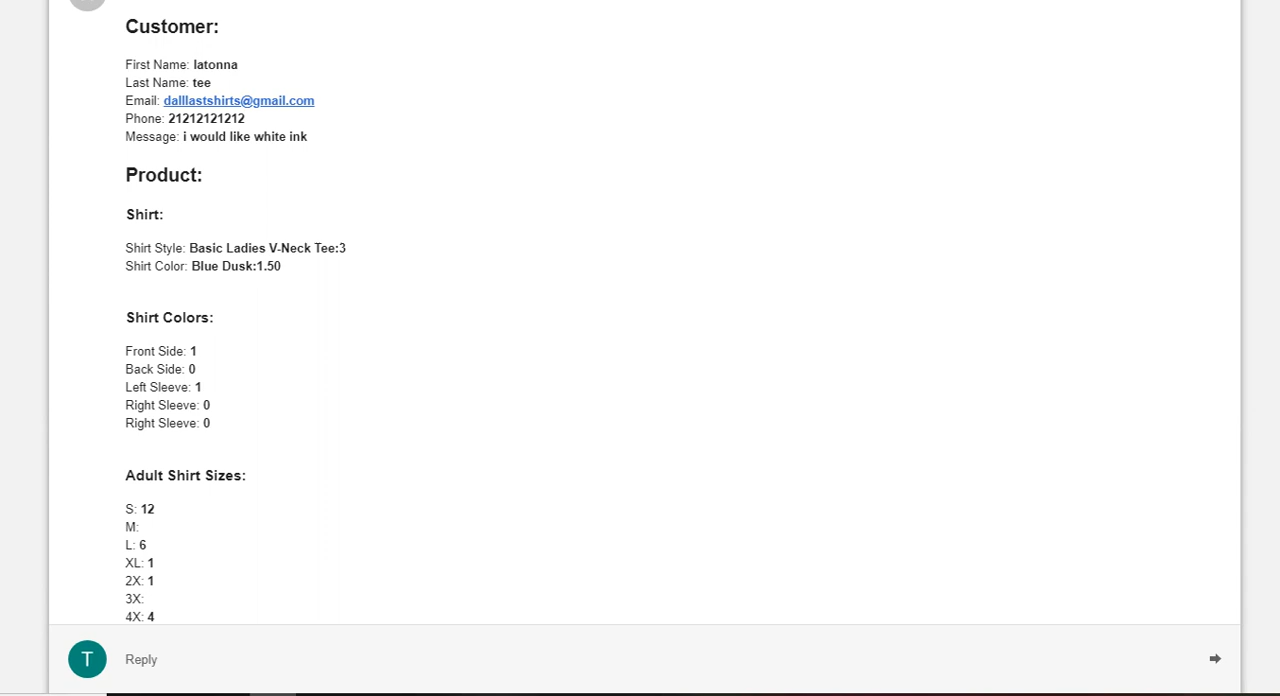 Customer:
First Name: latonna
Last Name: tee
Email: dalllastshirts@gmail.com
Phone: 21212121212
Message: i would like white ink
Product:
Shirt:
Shirt Style: Basic Ladies V-Neck Tee:3
Shirt Color: Blue Dusk:1.50
Shirt Colors:
Front Side: 1
Back Side: 0
Left Sleeve: 1
Right Sleeve: 0
Right Sleeve: 0
Adult Shirt Sizes:
S: 12
M:
L: 6
XL: 1
2X: 1
3X:
4X: 4
T Reply